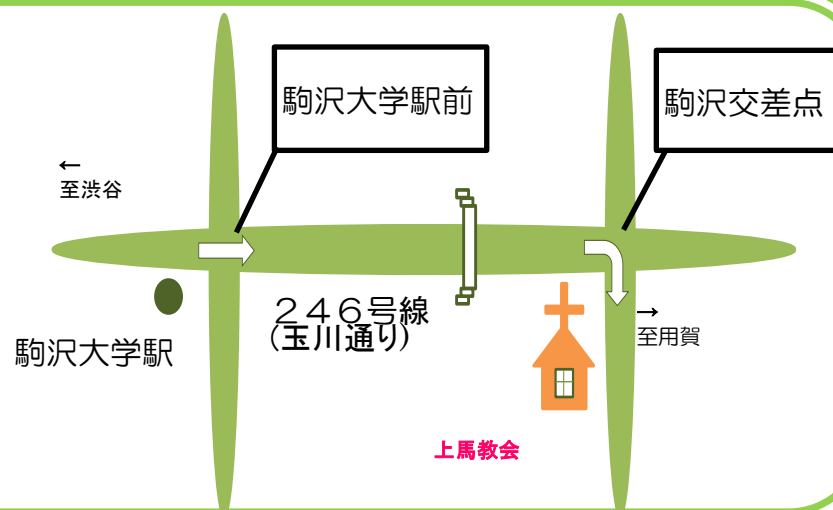 駒沢大学駅前
駒沢交差点
←
至渋谷
246号線
(玉川通り)
→
至用賀
駒沢大学駅
上馬教会